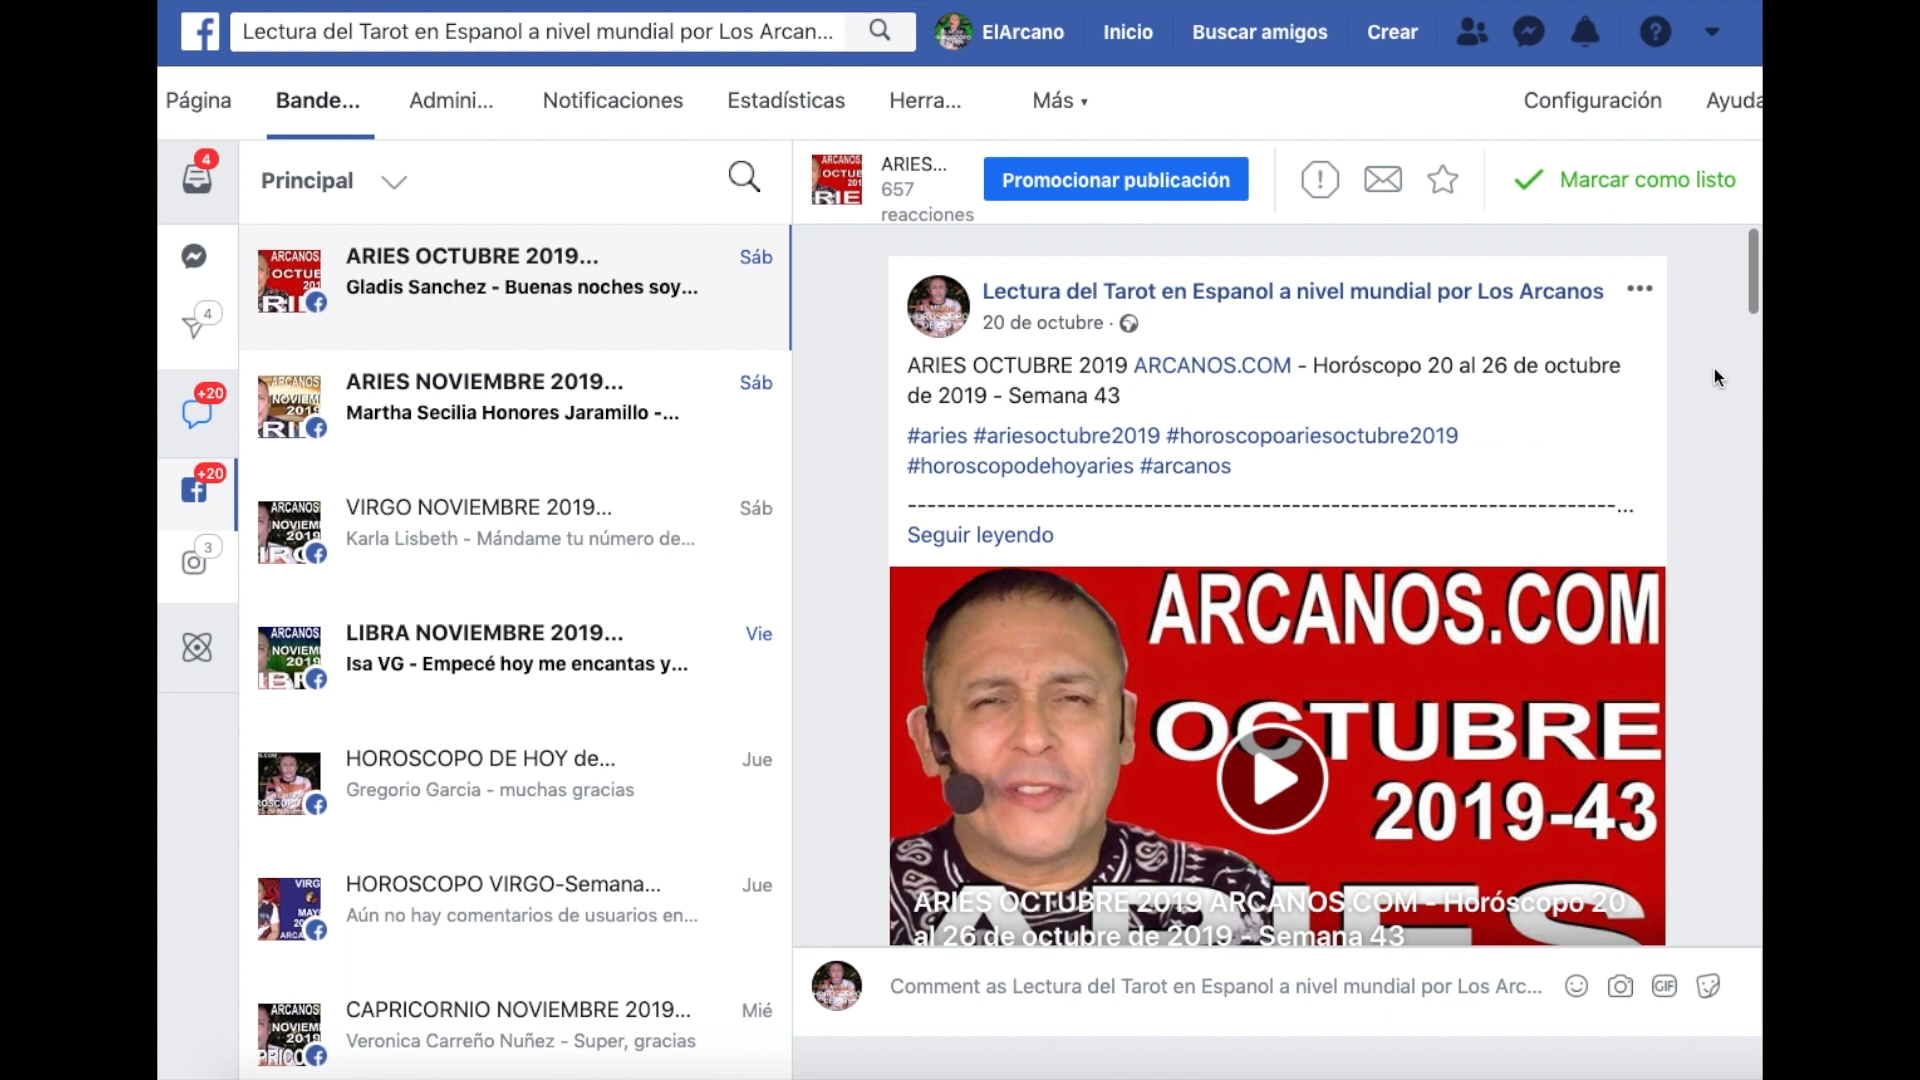 Lectura del Tarot en Espanol a nivel mundial por Los Arcan...
ElArcano
Inicio
Buscar amigos
Crear
Página
Bande...
Admini...
Notificaciones
Estadísticas
Herra...
Más
Configuración
Ayuda
4
4
+20
+20
3
Principal
ARIES OCTUBRE 2019...
Sáb
Gladis Sanchez - Buenas noches soy...
ARIES NOVIEMBRE 2019...
Sáb
Martha Secilia Honores Jaramillo -...
VIRGO NOVIEMBRE 2019...
Sáb
Karla Lisbeth - Mándame tu número de...
LIBRA NOVIEMBRE 2019...
Vie
Isa VG - Empecé hoy me encantas y...
HOROSCOPO DE HOY de...
Jue
Gregorio Garcia - muchas gracias
HOROSCOPO VIRGO-Semana...
Jue
Aún no hay comentarios de usuarios en...
CAPRICORNIO NOVIEMBRE 2019...
Mié
Veronica Carreño Nuñez - Super, gracias
ARIES...
657
reacciones
Promocionar publicación
Marcar como listo
Lectura del Tarot en Espanol a nivel mundial por Los Arcanos
20 de octubre ·
ARIES OCTUBRE 2019 ARCANOS.COM - Horóscopo 20 al 26 de octubre
de 2019 - Semana 43
#aries #ariesoctubre2019 #horoscopoariesoctubre2019
#horoscopodehoyaries #arcanos
------------------------------------------------------------------------...
Seguir leyendo
ARCANOS.COM
OCTUBRE
2019-43
ARIES
ARIES OCTUBRE 2019 ARCANOS.COM - Horóscopo 20
al 26 de octubre de 2019 - Semana 43
Comment as Lectura del Tarot en Espanol a nivel mundial por Los Arc...
GIF